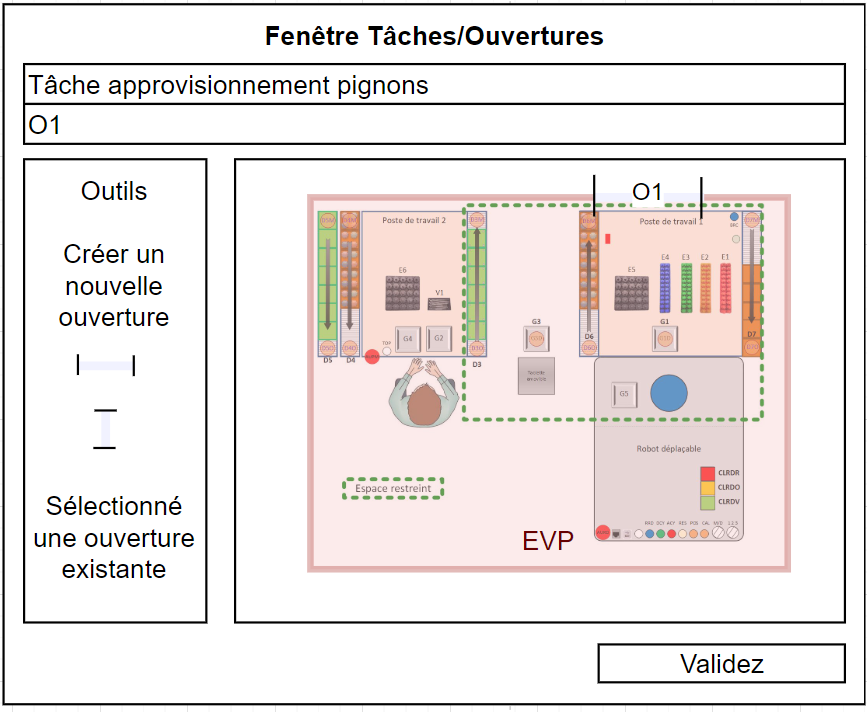 Fenêtre Tâches/Ouvertures
Tâche approvisionnement pignons
O1
Outils
Créer un
nouvelle
ouverture
Sélectionné
une ouverture
existante
O1
Poste de travail 2
Poste de travail 1
E6
V1
G4
G2
TOP
D5
D4
D3
G3
D6
E5
E4
E3
E2
E1
G1
D7
G5
Robot déplaçable
CLRDR
CLRDO
CLRDV
Espace restreint
EVP
Validez